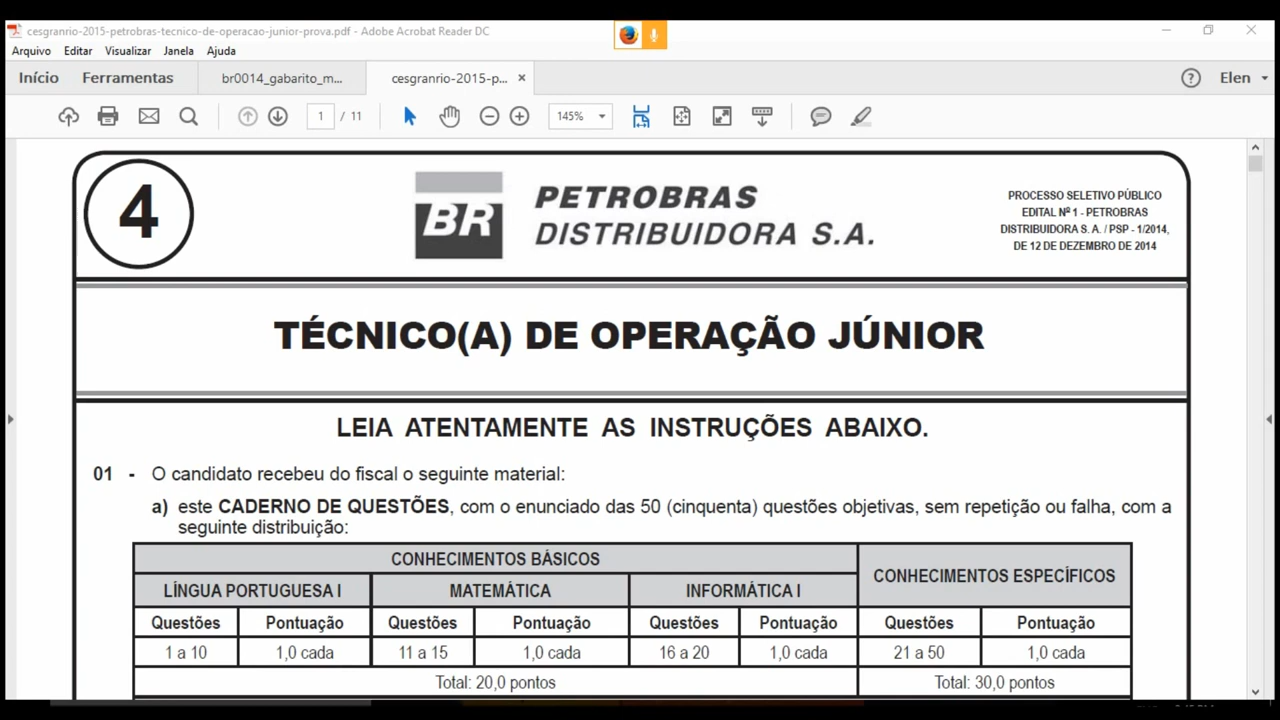 cesgranrio-2015-petrobras-tecnico-de-operacao-junior-prova.pdf - Adobe Acrobat Reader DC
Arquivo Editar Visualizar Janela Ajuda
Início Ferramentas br0014_gabarito_m... cesgranrio-2015-p... × Elen
1 / 11 145%
4
BR
PETROBRAS
DISTRIBUIDORA S.A.
PROCESSO SELETIVO PÚBLICO
EDITAL Nº 1 - PETROBRAS
DISTRIBUIDORA S. A. / PSP - 1/2014,
DE 12 DE DEZEMBRO DE 2014
TÉCNICO(A) DE OPERAÇÃO JÚNIOR
LEIA ATENTAMENTE AS INSTRUÇÕES ABAIXO.
01 - O candidato recebeu do fiscal o seguinte material:
a) este CADERNO DE QUESTÕES, com o enunciado das 50 (cinquenta) questões objetivas, sem repetição ou falha, com a
seguinte distribuição:
CONHECIMENTOS BÁSICOS CONHECIMENTOS ESPECÍFICOS
LÍNGUA PORTUGUESA I MATEMÁTICA INFORMÁTICA I
Questões Pontuação Questões Pontuação Questões Pontuação Questões Pontuação
1 a 10 1,0 cada 11 a 15 1,0 cada 16 a 20 1,0 cada 21 a 50 1,0 cada
Total: 20,0 pontos Total: 30,0 pontos